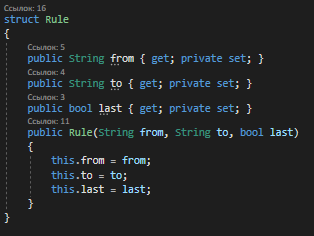 Ссылок: 16
struct Rule
{
Ссылок: 5
public String from { get; private set; }
Ссылок: 4
public String to { get; private set; }
Ссылок: 3
public bool last { get; private set; }
Ссылок: 11
public Rule(String from, String to, bool last)
{
this.from = from;
this.to = to;
this.last = last;
}
}